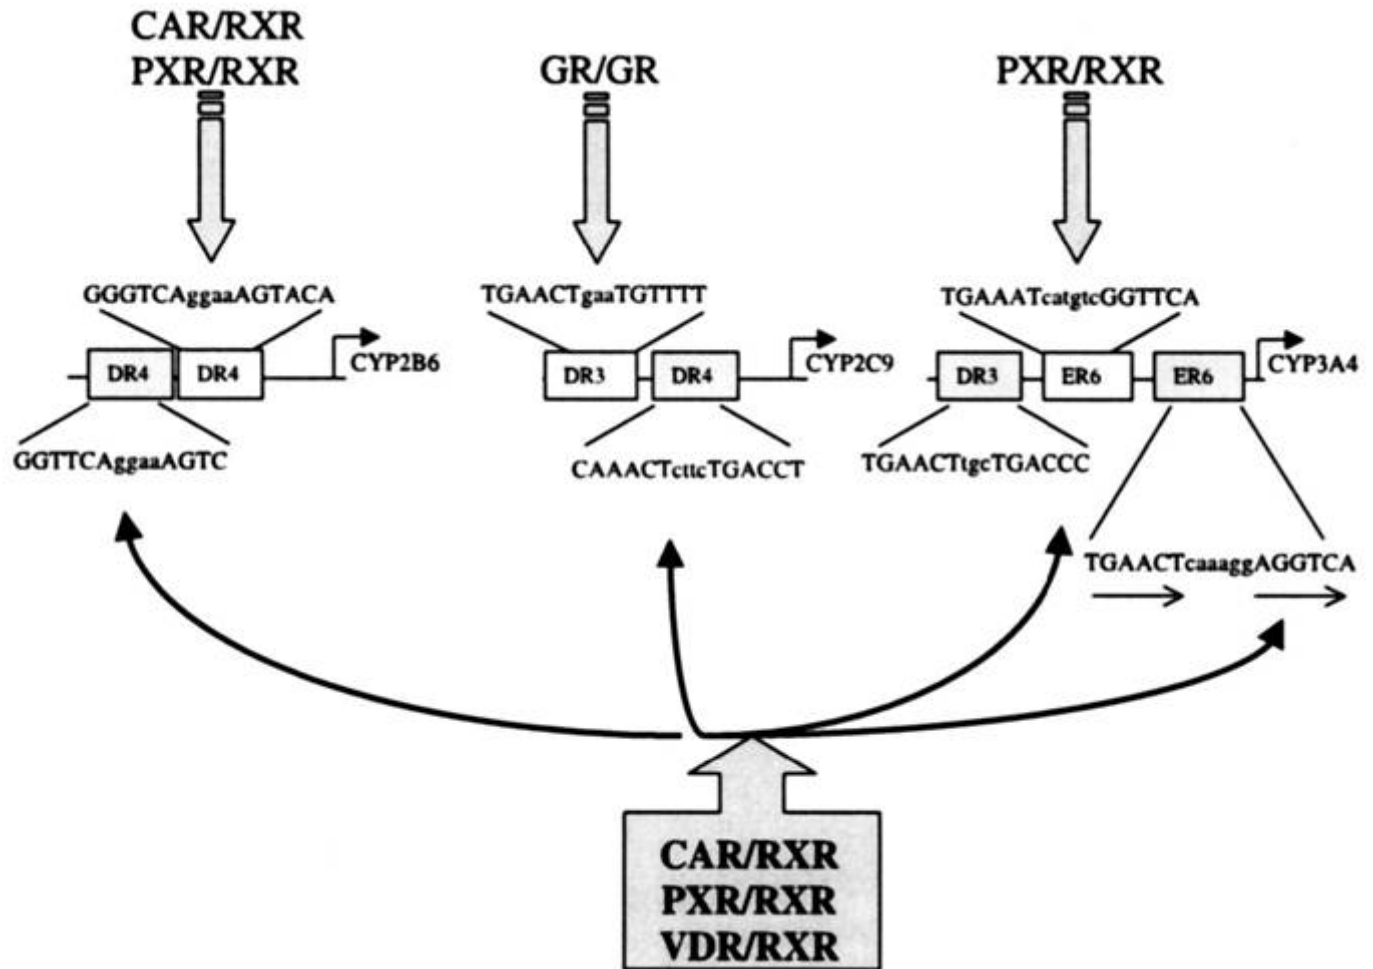 CAR/RXR
PXR/RXR
GR/GR
PXR/RXR
GGGTCAggaaAGTACA
TGAACTgaaTGTTTT
TGAAATcatgtcGGTTCA
DR4
DR4
CYP2B6
DR3
DR4
CYP2C9
DR3
ER6
ER6
CYP3A4
GGTTCAggaaAGTC
CAAACTcttcTGACCT
TGAACTtgcTGACCC
TGAACTcaaaggAGGTCA
CAR/RXR
PXR/RXR
VDR/RXR